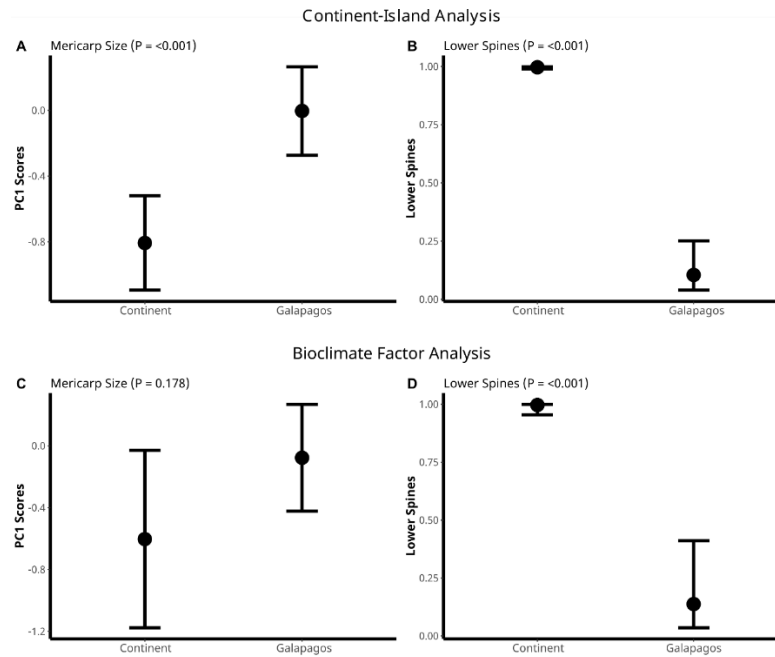 Continent-Island Analysis
A Mericarp Size (P = <0.001)
PC1 Scores
0.0
-0.4
-0.8
Continent Galapagos
B Lower Spines (P = <0.001)
Lower Spines
1.00
0.75
0.50
0.25
0.00
Continent Galapagos
Bioclimate Factor Analysis
C Mericarp Size (P = 0.178)
PC1 Scores
0.0
-0.4
-0.8
-1.2
Continent Galapagos
D Lower Spines (P = <0.001)
Lower Spines
1.00
0.75
0.50
0.25
0.00
Continent Galapagos